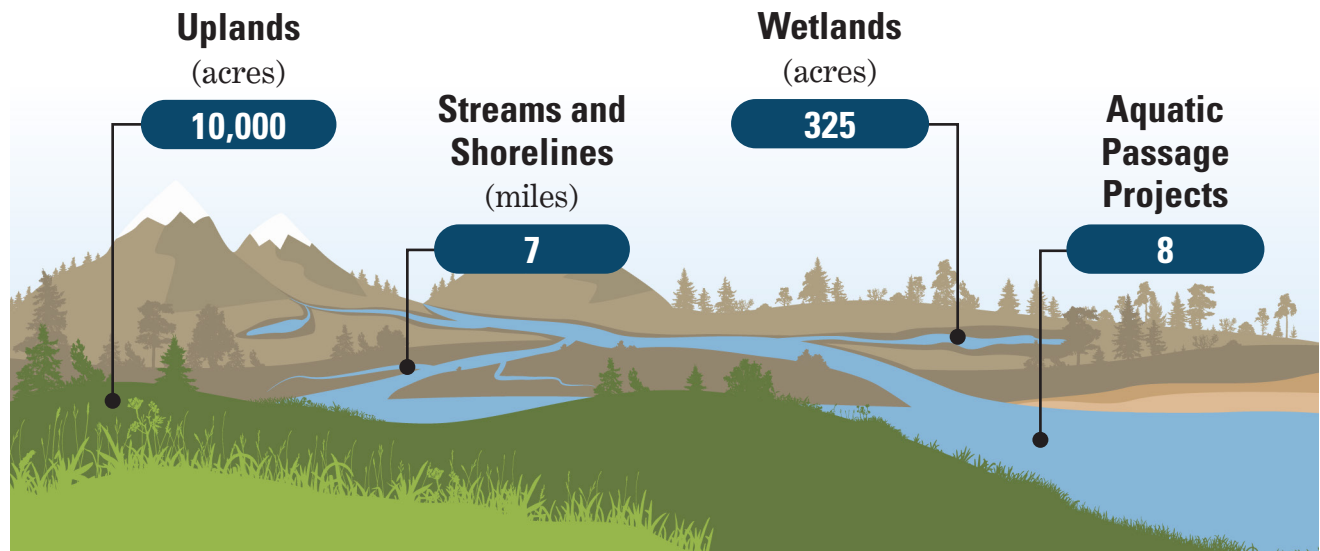 Uplands
(acres)
10,000
Streams and
Shorelines
(miles)
7
Wetlands
(acres)
325
Aquatic
Passage
Projects
8